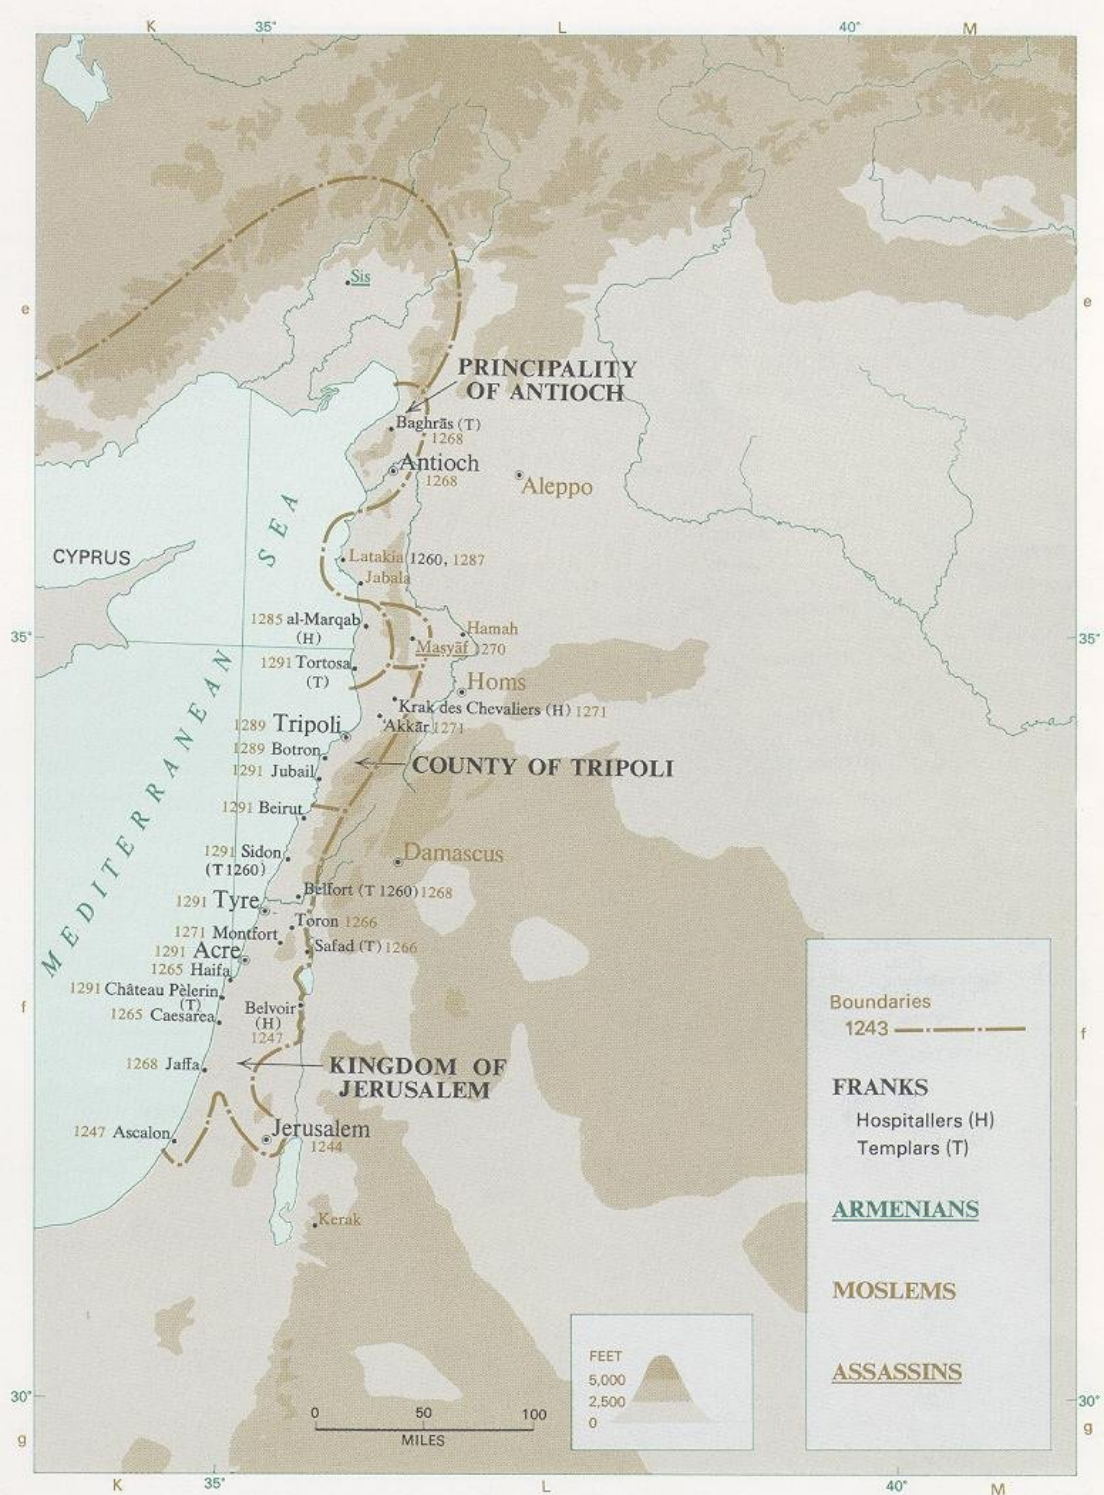 K 35° L 40° M
Sis
e e
PRINCIPALITY
OF ANTIOCH
Baghrās (T)
1268
Antioch
1268
Aleppo
CYPRUS
MEDITERRANEAN SEA
Latakia 1260, 1287
Jabala
1285 al-Marqab
(H)
Hamah
Masyāf 1270
35° 35°
1291 Tortosa
(T)
Homs
Krak des Chevaliers (H) 1271
Akkār 1271
1289 Tripoli
1289 Botron
1291 Jubail
COUNTY OF TRIPOLI
1291 Beirut
1291 Sidon
(T 1260)
Damascus
Belfort (T 1260) 1268
1291 Tyre
Toron 1266
1271 Montfort
Safad (T) 1266
1291 Acre
1265 Haifa
1291 Château Pèlerin
(T)
1265 Caesarea
Belvoir
(H)
1247
f f
1268 Jaffa
KINGDOM OF
JERUSALEM
1247 Ascalon
Jerusalem
1244
Kerak
Boundaries
1243
FRANKS
Hospitallers (H)
Templars (T)
ARMENIANS
MOSLEMS
ASSASSINS
FEET
5,000
2,500
0
0 50 100
MILES
30° 30°
g g
K 35° L 40° M